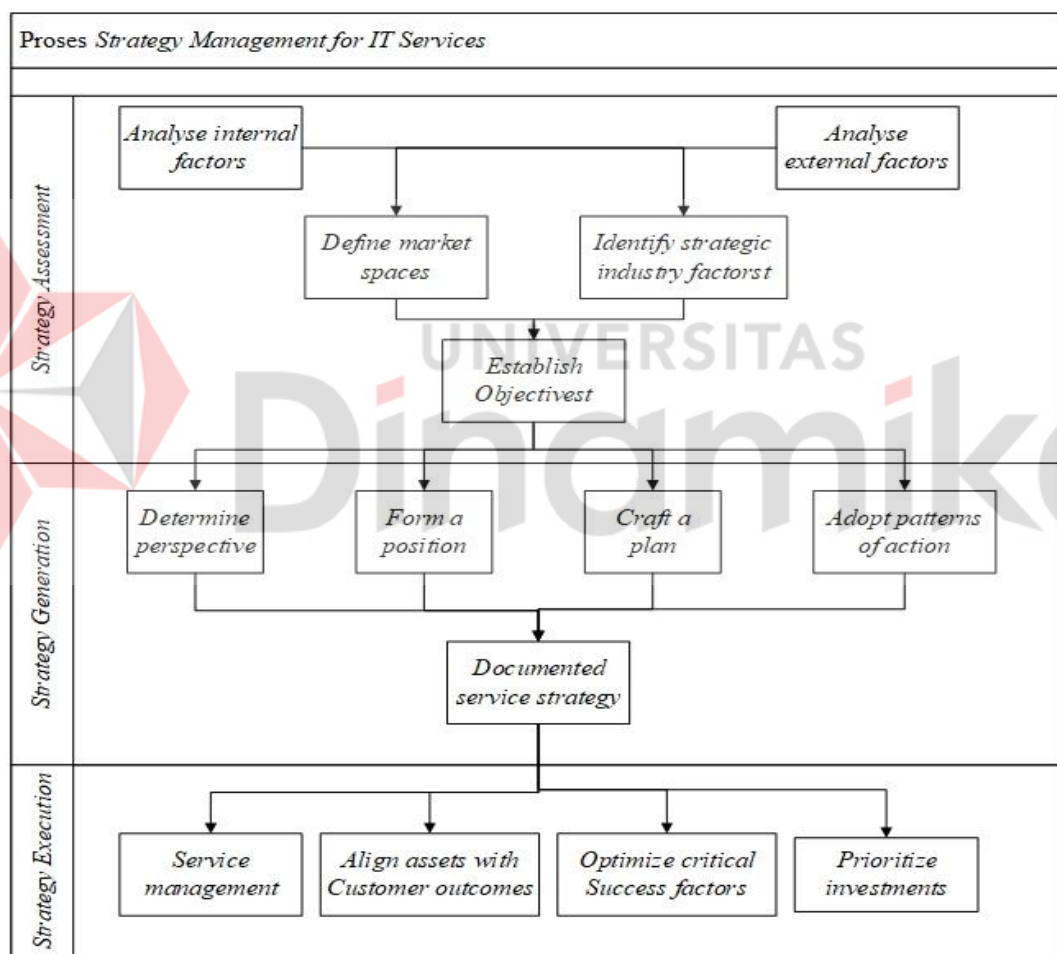 Proses Strategy Management for IT Services
Strategy Assessment
Analyse internal
factors
Analyse
external factors
Define market
spaces
Identify strategic
industry factorst
Establish
Objectivest
UNIVERSITAS
Dinamika
Strategy Generation
Determine
perspective
Form a
position
Craft a
plan
Adopt patterns
of action
Documented
service strategy
Strategy Execution
Service
management
Align assets with
Customer outcomes
Optimize critical
Success factors
Prioritize
investments